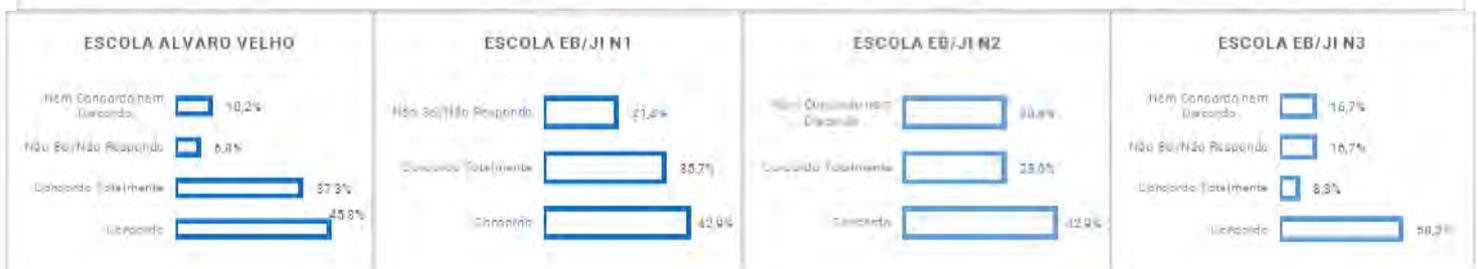 ESCOLA ALVARO VELHO
Nem Concordo nem
Discordo
10,2%
Não Sei/Não Respondo
6,8%
Concordo Totalmente
37,3%
Concordo
45,8%
ESCOLA EB/JI N1
Não Sei/Não Respondo
21,4%
Concordo Totalmente
35,7%
Concordo
42,9%
ESCOLA EB/JI N2
Nem Concordo nem
Discordo
Concordo Totalmente
Concordo
42,9%
ESCOLA EB/JI N3
Nem Concordo nem
Discordo
16,7%
Não Sei/Não Respondo
16,7%
Concordo Totalmente
8,3%
Concordo